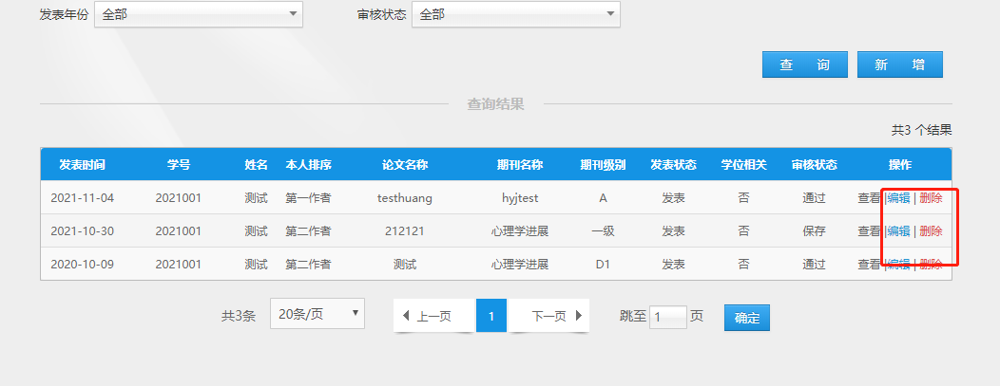 发表年份 全部 审核状态 全部
查 询 新 增
查询结果
共3 个结果
发表时间 学号 姓名 本人排序 论文名称 期刊名称 期刊级别 发表状态 学位相关 审核状态 操作
2021-11-04 2021001 测试 第一作者 testhuang hyjtest A 发表 否 通过 查看 |编辑 | 删除
2021-10-30 2021001 测试 第二作者 212121 心理学进展 一级 发表 否 保存 查看 |编辑 | 删除
2020-10-09 2021001 测试 第二作者 测试 心理学进展 D1 发表 否 通过 查看 |编辑 | 删除
共3条 20条/页 上一页 1 下一页 跳至 1 页 确定